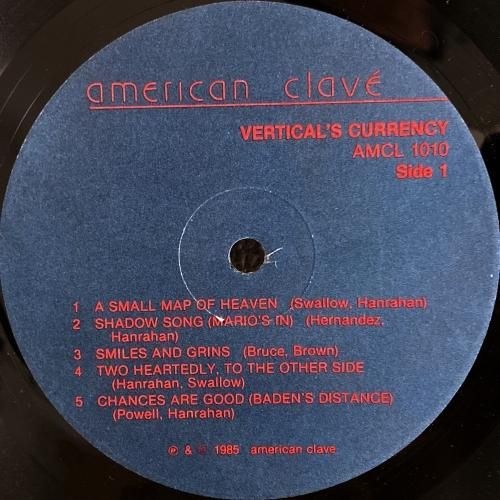 american clavé
VERTICAL'S CURRENCY
AMCL 1010
Side 1
1 A SMALL MAP OF HEAVEN (Swallow, Hanrahan)
2 SHADOW SONG (MARIO'S IN) (Hernandez,
Hanrahan)
3 SMILES AND GRINS (Bruce, Brown)
4 TWO HEARTEDLY, TO THE OTHER SIDE
(Hanrahan, Swallow)
5 CHANCES ARE GOOD (BADEN'S DISTANCE)
(Powell, Hanrahan)
℗ & © 1985 american clave